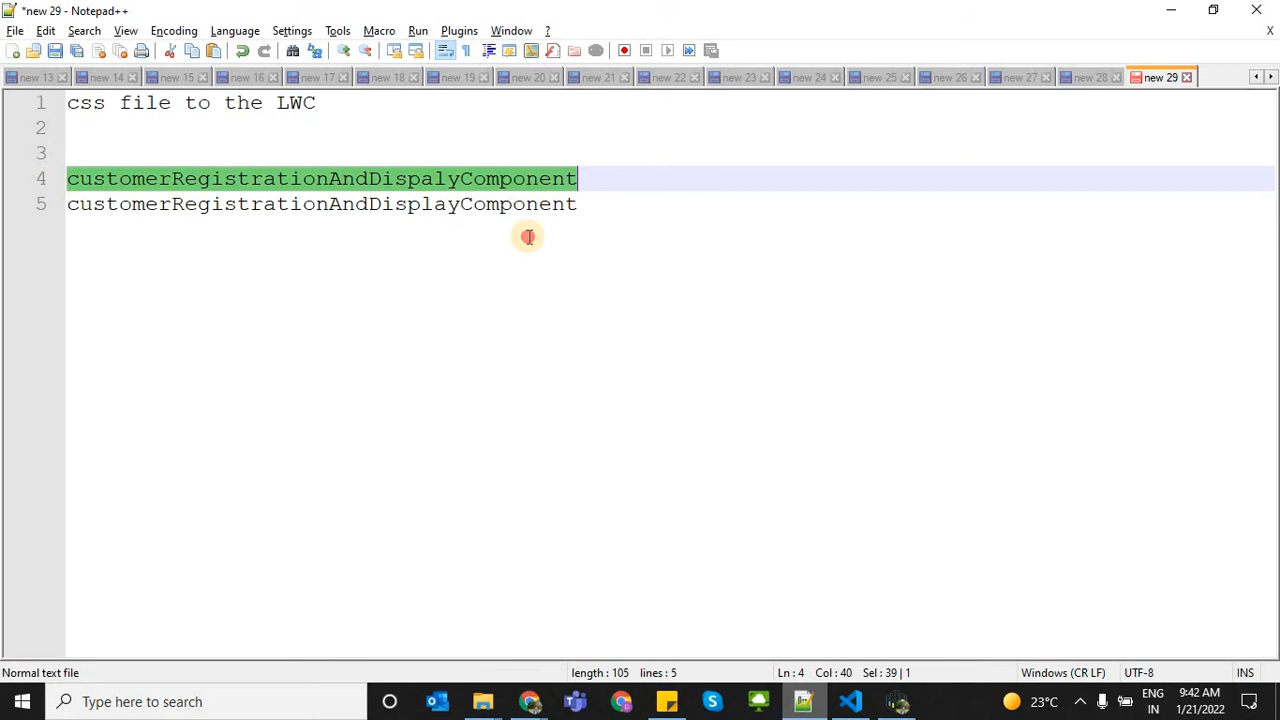 *new 29 - Notepad++
File Edit Search View Encoding Language Settings Tools Macro Run Plugins Window ? X
new 13 new 14 new 15 new 16 new 17 new 18 new 19 new 20 new 21 new 22 new 23 new 24 new 25 new 26 new 27 new 28 new 29
1 css file to the LWC
2
3
4 customerRegistrationAndDispalyComponent
5 customerRegistrationAndDisplayComponent
Normal text file length : 105 lines : 5 Ln : 4 Col : 40 Sel : 39 | 1 Windows (CR LF) UTF-8 INS
Type here to search 23°C ENG IN 9:42 AM 1/21/2022